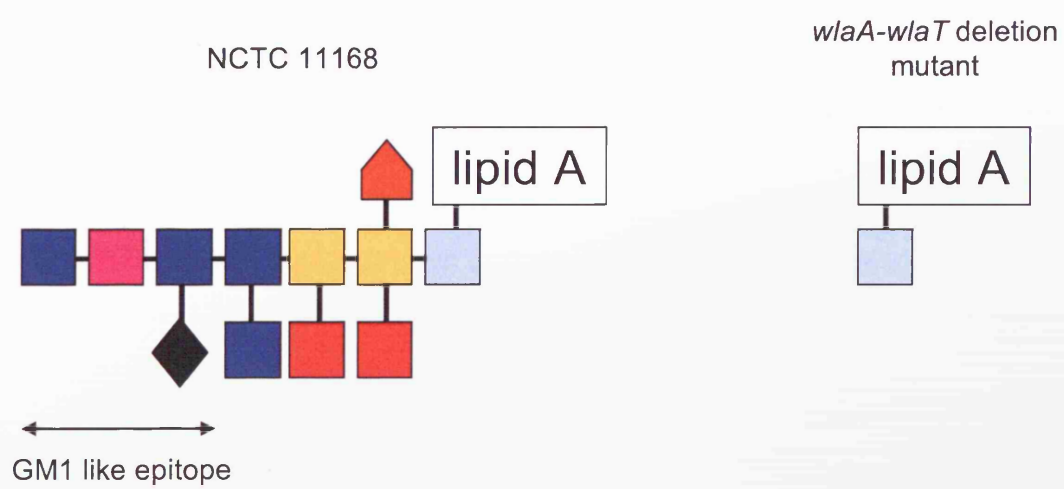 NCTC 11168
wlaA-wlaT deletion
mutant
lipid A
lipid A
GM1 like epitope